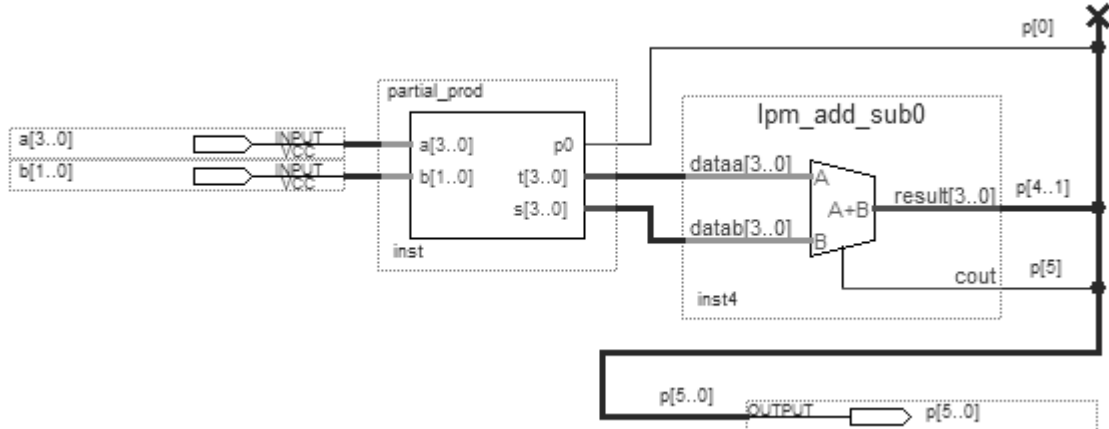 p[0]
partial_prod
lpm_add_sub0
a[3..0]
INPUT
VCC
a[3..0]
p0
b[1..0]
INPUT
VCC
b[1..0]
t[3..0]
dataa[3..0]
A
s[3..0]
A+B
result[3..0]
p[4..1]
datab[3..0]
B
inst
cout
p[5]
inst4
p[5..0]
OUTPUT
p[5..0]